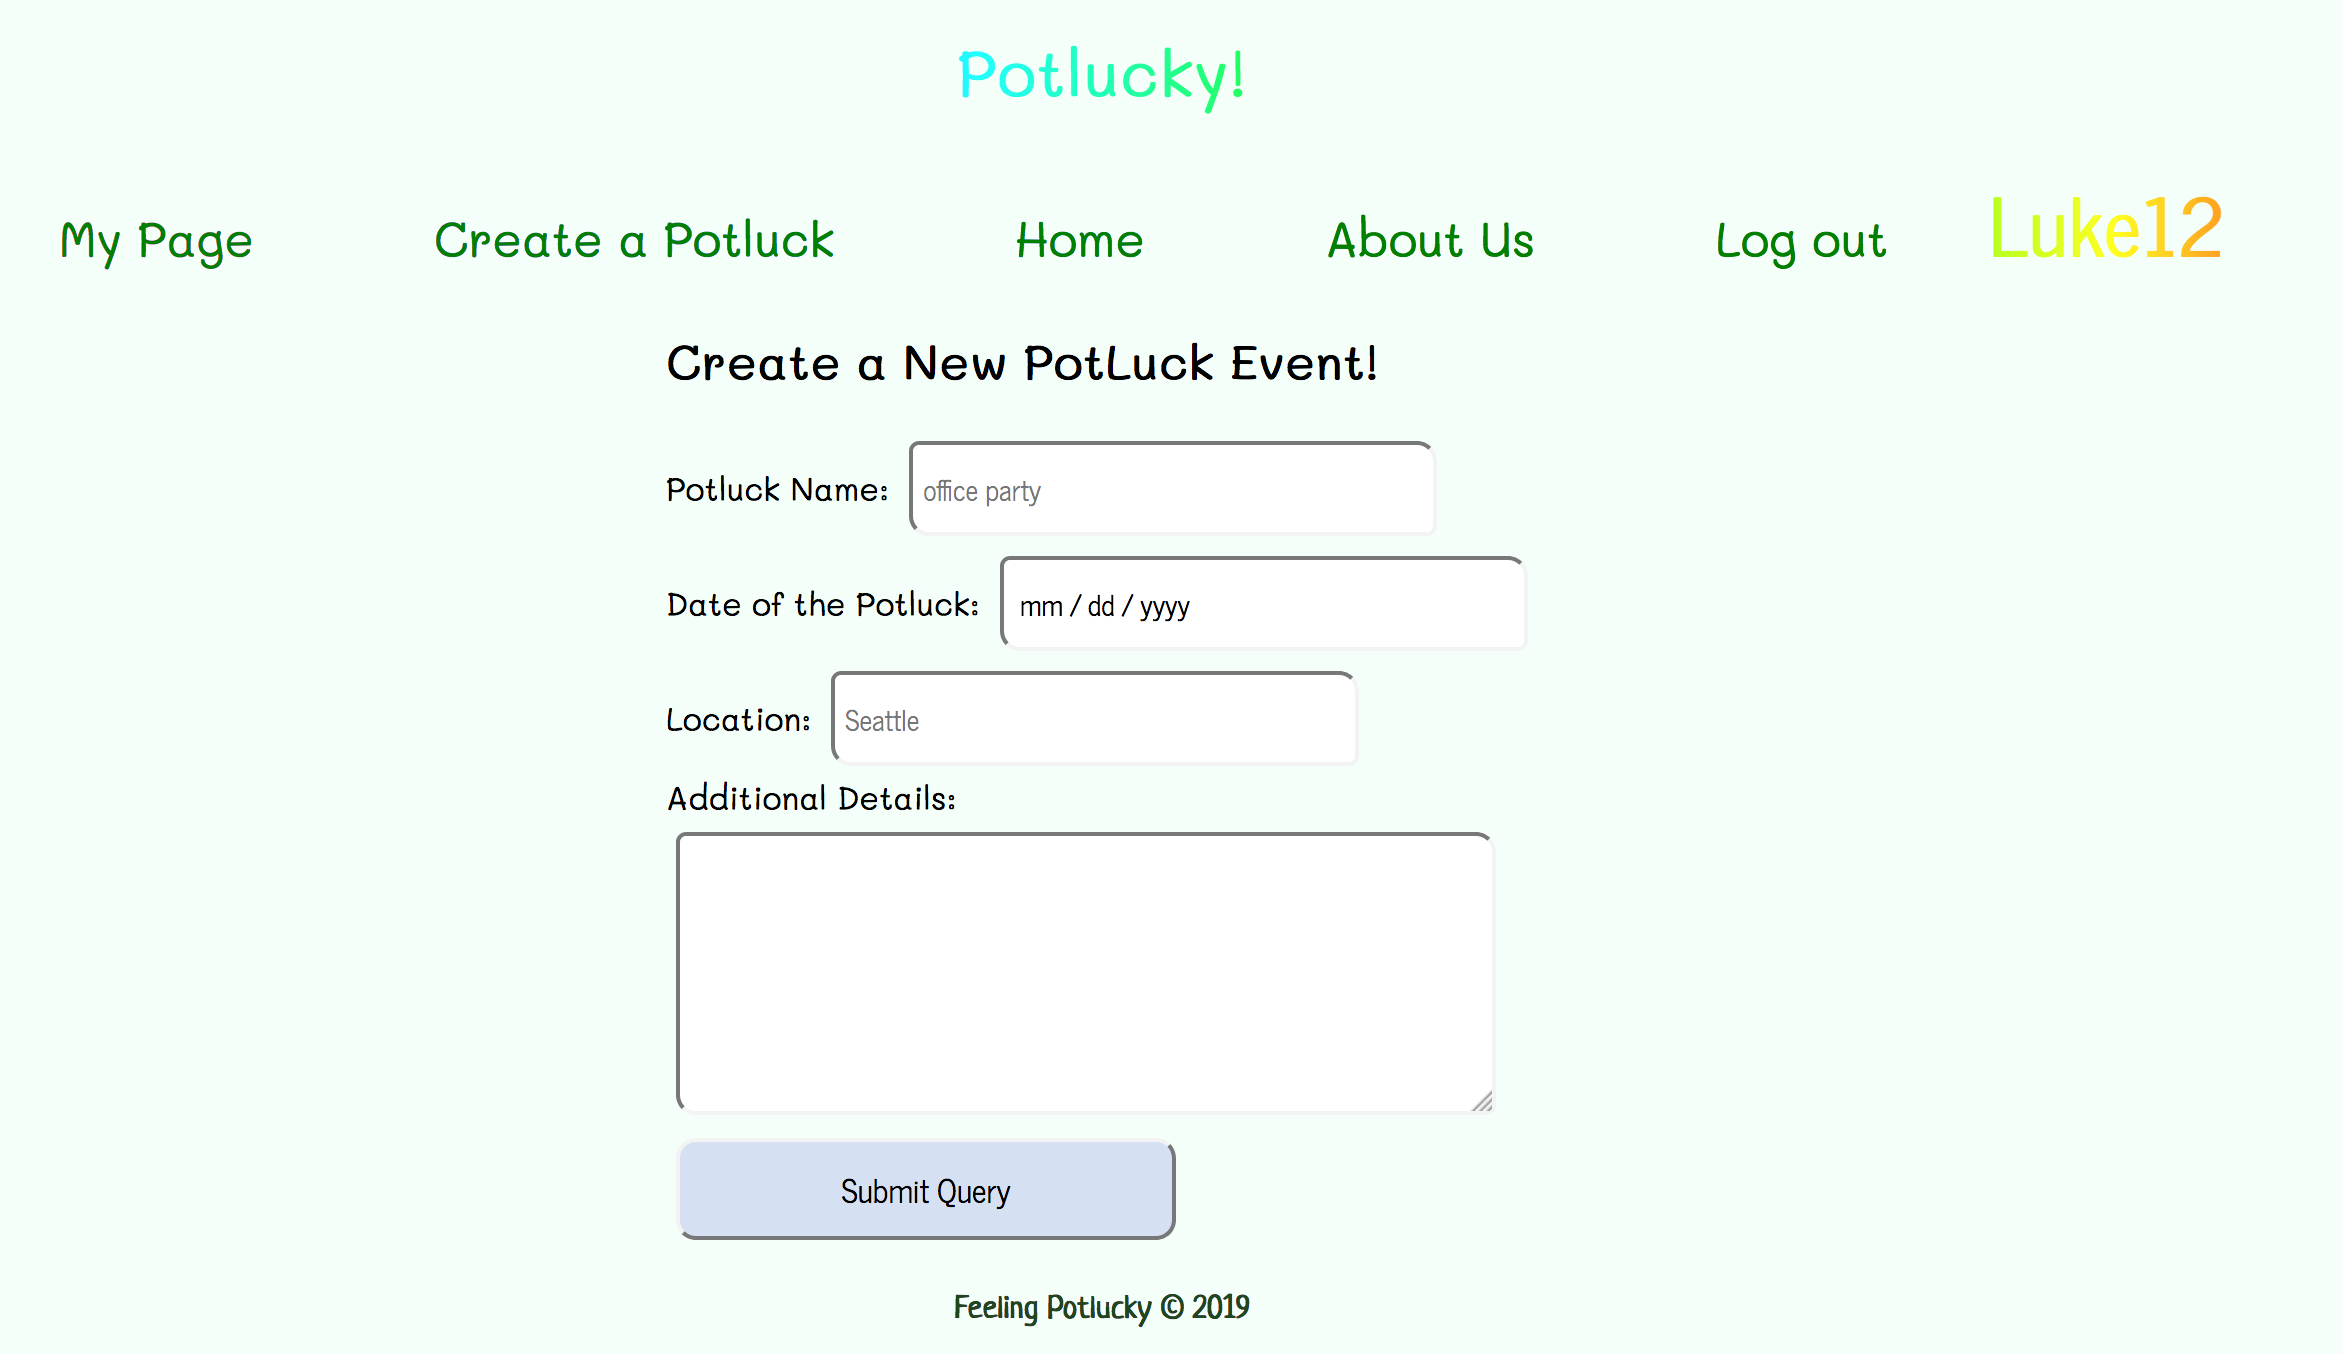 Potlucky!
My Page Create a Potluck Home About Us Log out Luke12
Create a New PotLuck Event!
Potluck Name: office party
Date of the Potluck: mm / dd / yyyy
Location: Seattle
Additional Details:
Submit Query
Feeling Potlucky © 2019